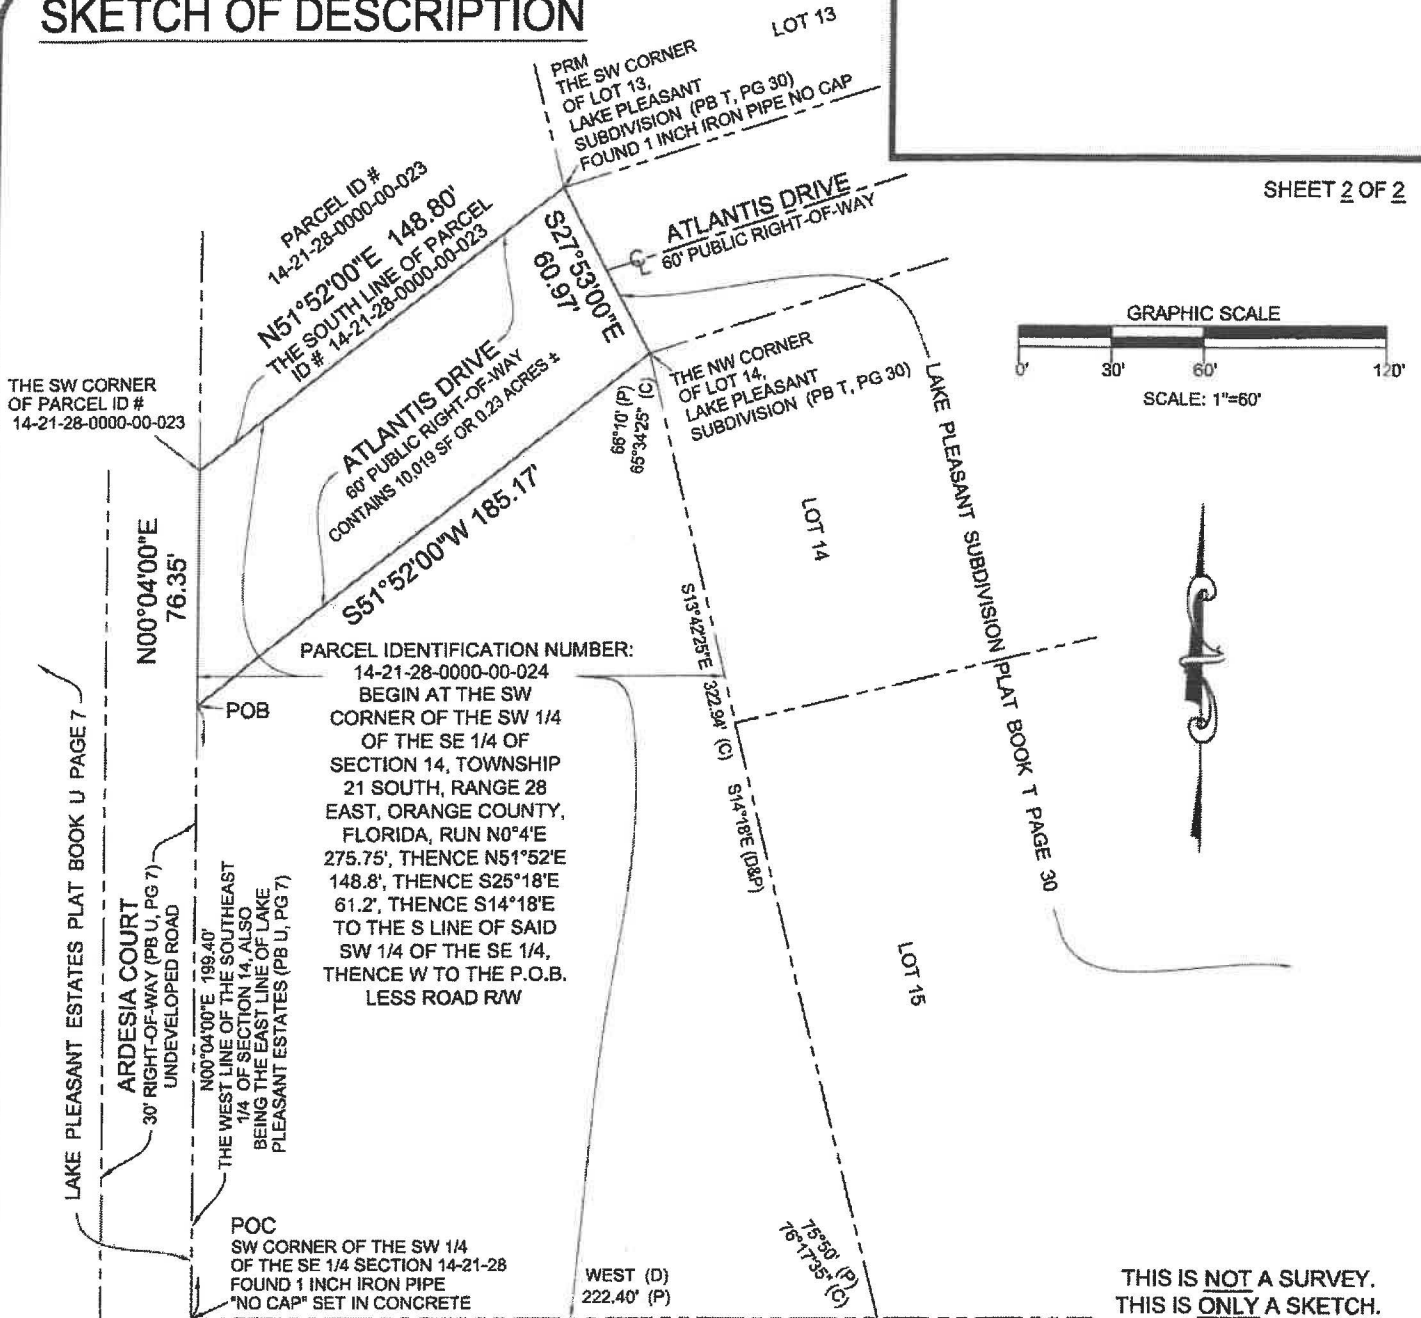 SKETCH OF DESCRIPTION
LOT 13
PRM
THE SW CORNER
OF LOT 13,
LAKE PLEASANT
SUBDIVISION (PB T, PG 30)
FOUND 1 INCH IRON PIPE NO CAP
SHEET 2 OF 2
PARCEL ID #
14-21-28-0000-00-023
N51°52'00"E 148.80'
THE SOUTH LINE OF PARCEL
ID # 14-21-28-0000-00-023
S27°53'00"E
60.97'
ATLANTIS DRIVE
60' PUBLIC RIGHT-OF-WAY
CL
GRAPHIC SCALE
0' 30' 60' 120'
SCALE: 1"=60'
THE SW CORNER
OF PARCEL ID #
14-21-28-0000-00-023
ATLANTIS DRIVE
60' PUBLIC RIGHT-OF-WAY
CONTAINS 10,019 SF OR 0.23 ACRES ±
THE NW CORNER
OF LOT 14,
LAKE PLEASANT
SUBDIVISION (PB T, PG 30)
66°10' (P)
65°34'25" (C)
LAKE PLEASANT SUBDIVISION PLAT BOOK T PAGE 30
S51°52'00"W 185.17'
LOT 14
N00°04'00"E
76.35'
S13°42'25"E 322.94' (C)
S14°18'E (D&P)
PARCEL IDENTIFICATION NUMBER:
14-21-28-0000-00-024
BEGIN AT THE SW
CORNER OF THE SW 1/4
OF THE SE 1/4 OF
SECTION 14, TOWNSHIP
21 SOUTH, RANGE 28
EAST, ORANGE COUNTY,
FLORIDA, RUN N0°4'E
275.75', THENCE N51°52'E
148.8', THENCE S25°18'E
61.2', THENCE S14°18'E
TO THE S LINE OF SAID
SW 1/4 OF THE SE 1/4,
THENCE W TO THE P.O.B.
LESS ROAD R/W
POB
LAKE PLEASANT ESTATES PLAT BOOK U PAGE 7
ARDESIA COURT
30' RIGHT-OF-WAY (PB U, PG 7)
UNDEVELOPED ROAD
N00°04'00"E 199.40'
THE WEST LINE OF THE SOUTHEAST
1/4 OF SECTION 14, ALSO
BEING THE EAST LINE OF LAKE
PLEASANT ESTATES (PB U, PG 7)
LOT 15
POC
SW CORNER OF THE SW 1/4
OF THE SE 1/4 SECTION 14-21-28
FOUND 1 INCH IRON PIPE
"NO CAP" SET IN CONCRETE
WEST (D)
222.40' (P)
75°50' (P)
76°17'35" (C)
THIS IS NOT A SURVEY.
THIS IS ONLY A SKETCH.